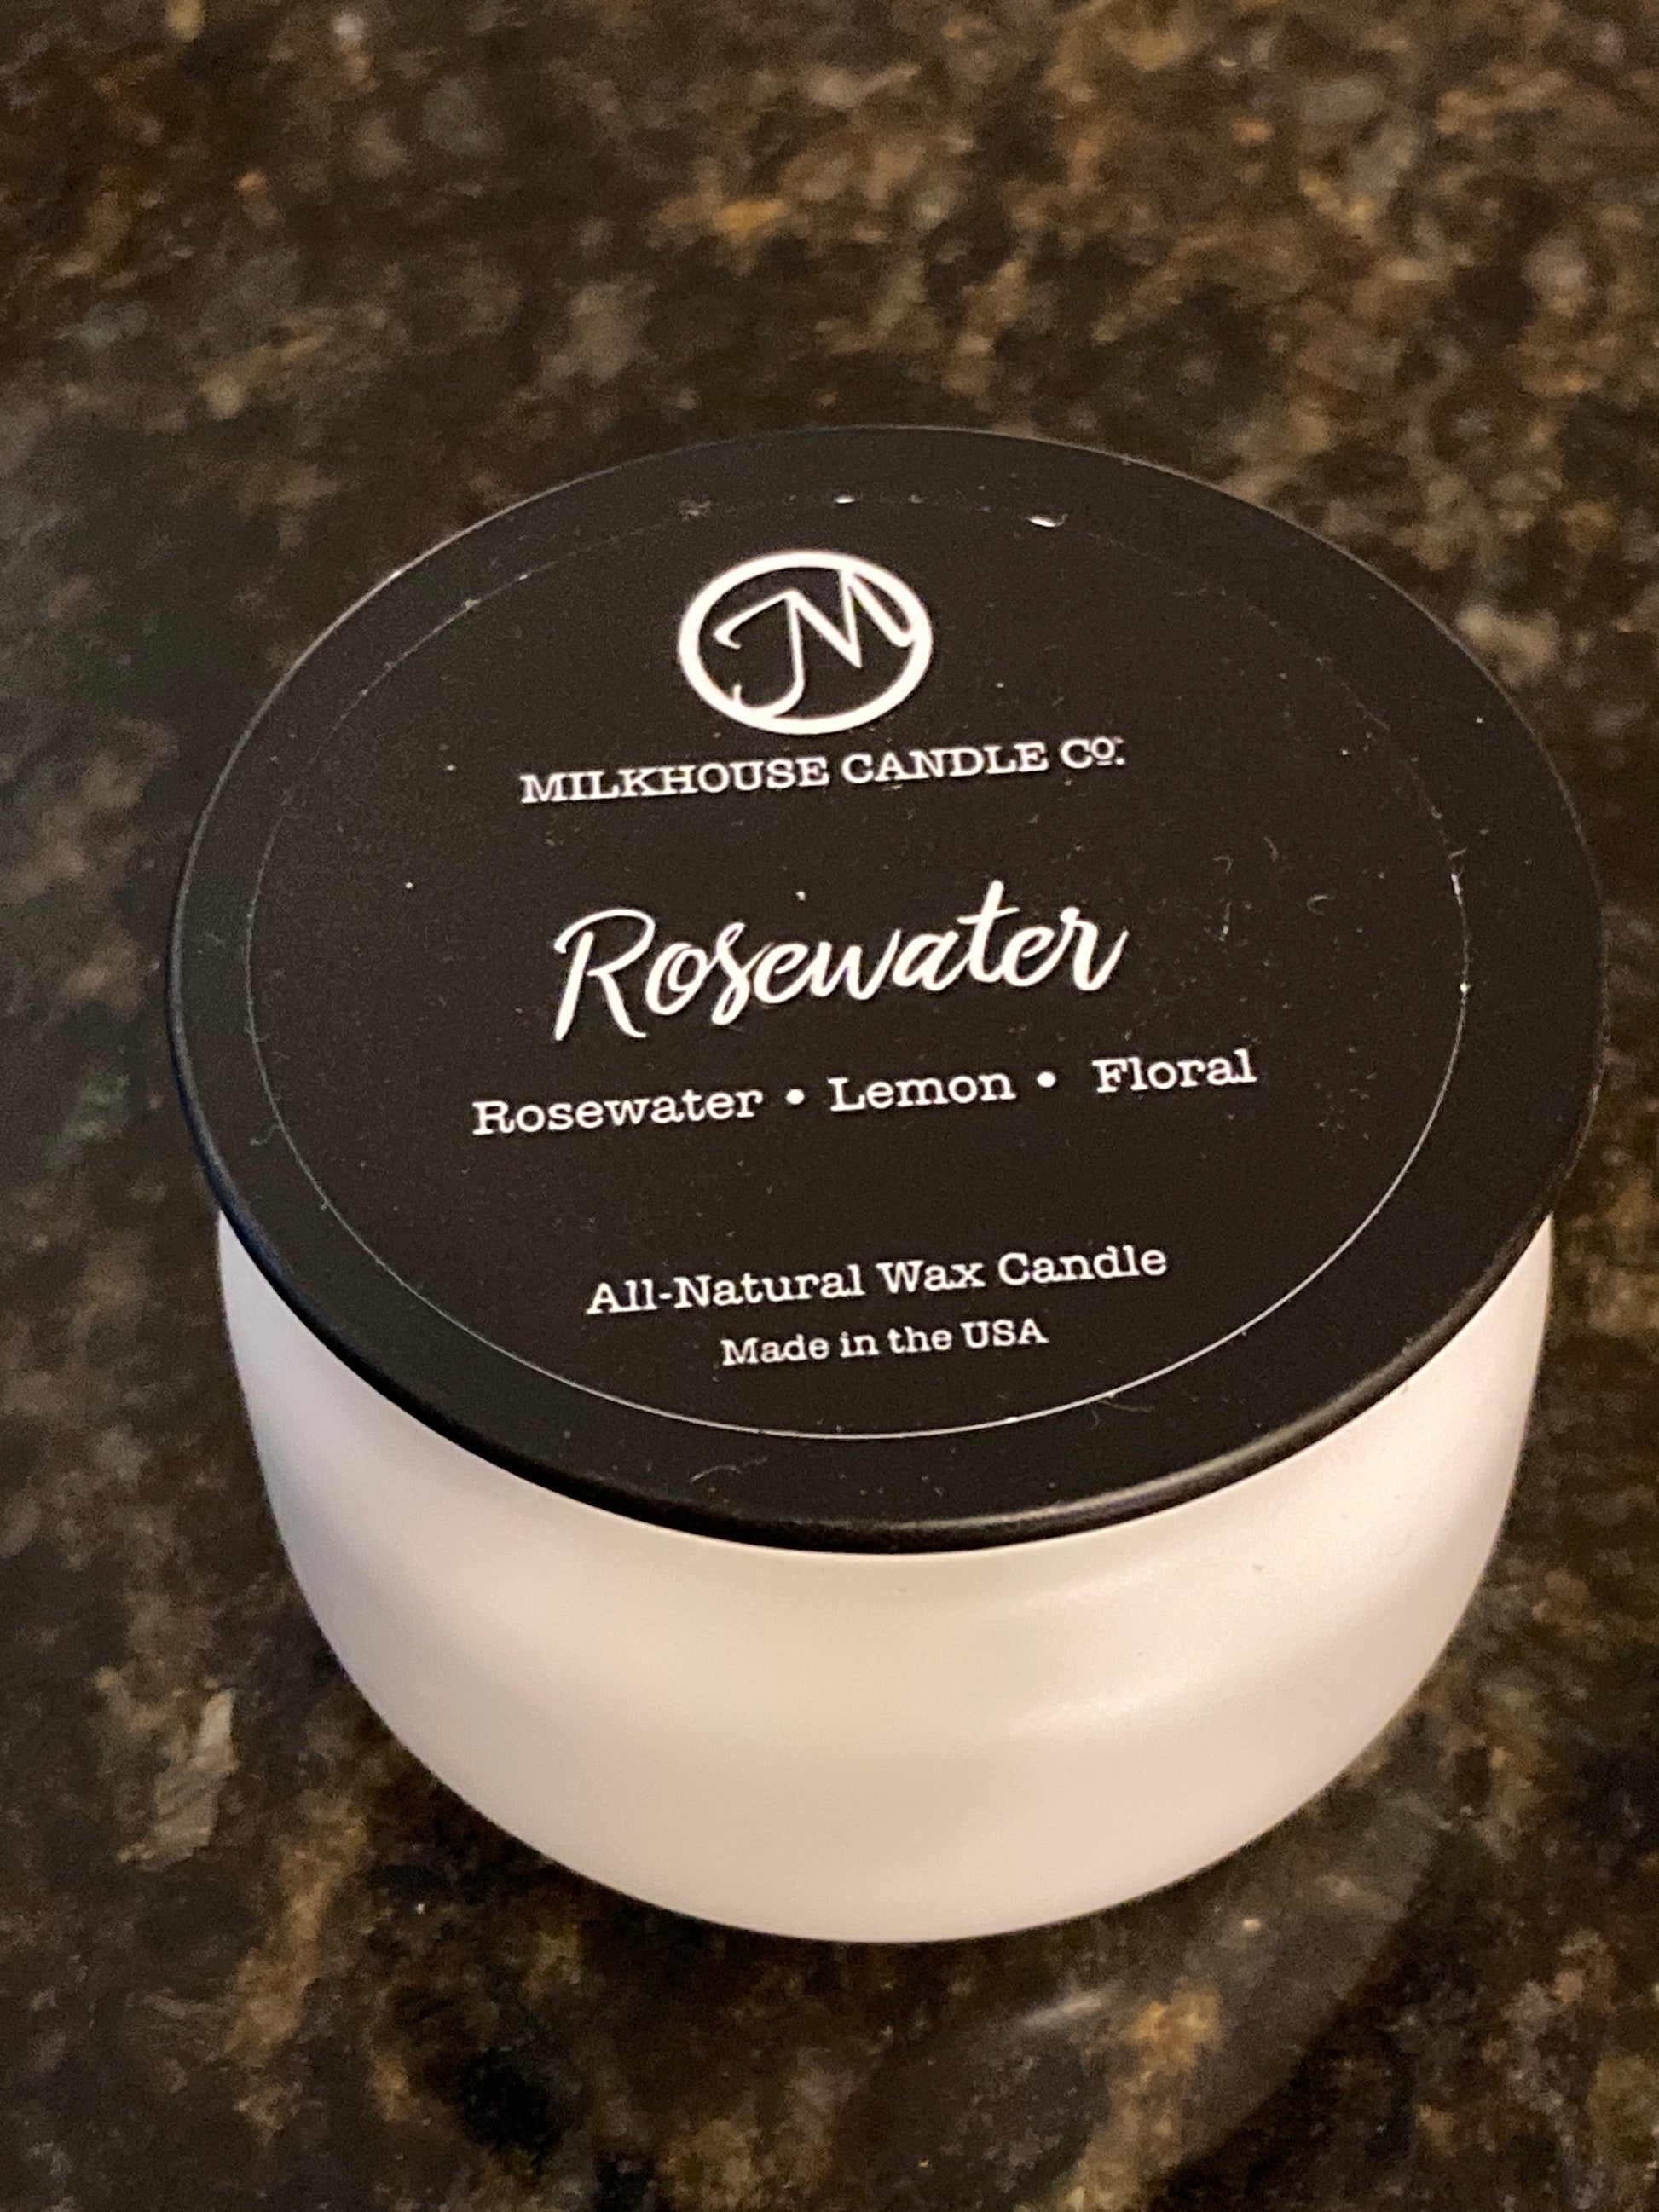 M
MILKHOUSE CANDLE Co.
Rosewater
Rosewater • Lemon • Floral
All-Natural Wax Candle
Made in the USA